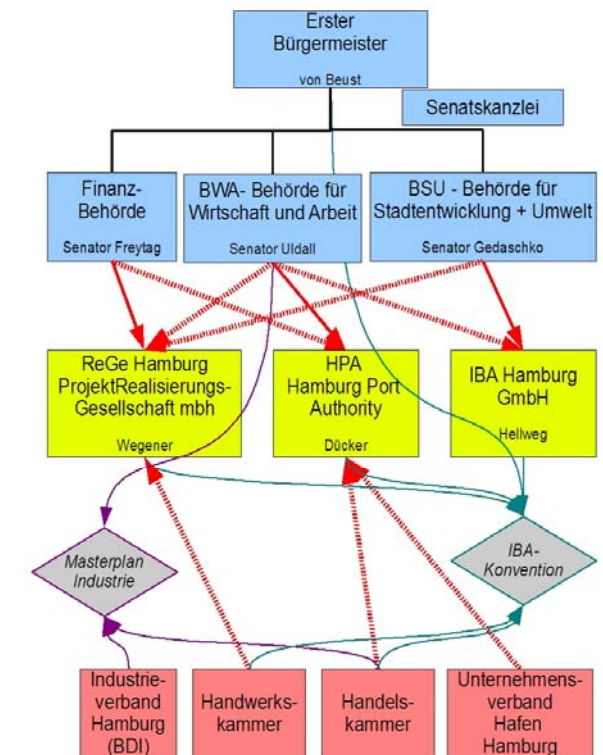 Erster
Bürgermeister
von Beust
Senatskanzlei
Finanz-
Behörde
Senator Freytag
BWA- Behörde für
Wirtschaft und Arbeit
Senator Uldall
BSU - Behörde für
Stadtentwicklung + Umwelt
Senator Gedaschko
ReGe Hamburg
ProjektRealisierungs-
Gesellschaft mbh
Wegener
HPA
Hamburg Port
Authority
Dücker
IBA Hamburg
GmbH
Hellweg
Masterplan
Industrie
IBA-
Konvention
Industrie-
verband
Hamburg
(BDI)
Handwerks-
kammer
Handels-
kammer
Unternehmens-
verband
Hafen
Hamburg